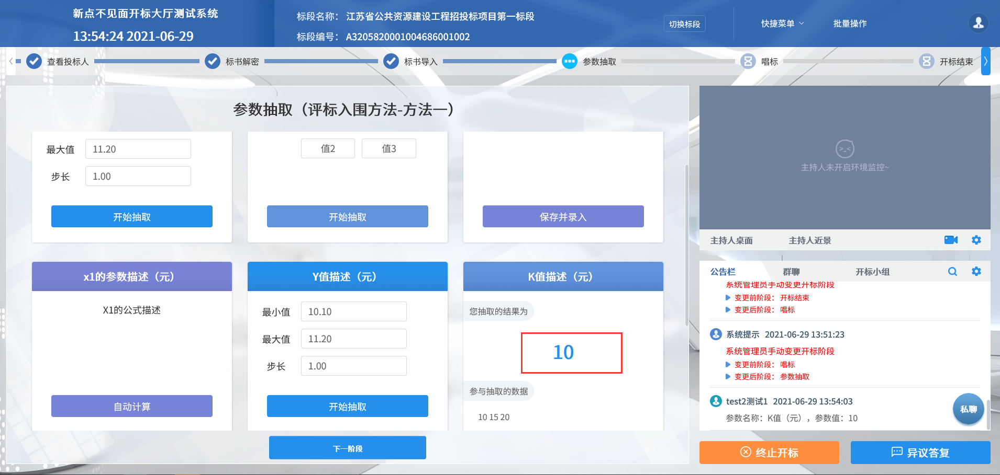 新点不见面开标大厅测试系统
13:54:24 2021-06-29
标段名称： 江苏省公共资源建设工程招投标项目第一标段
标段编号： A3205820001004686001002
切换标段
快捷菜单
批量操作
查看投标人
标书解密
标书导入
参数抽取
唱标
开标结束
参数抽取（评标入围方法-方法一）
最大值 11.20
步长 1.00
开始抽取
值2 值3
开始抽取
保存并录入
x1的参数描述（元）
X1的公式描述
自动计算
Y值描述（元）
最小值 10.10
最大值 11.20
步长 1.00
开始抽取
K值描述（元）
您抽取的结果为
10
参与抽取的数据
10 15 20
下一阶段
>_<
主持人未开启环境监控~
主持人桌面 主持人近景
公告栏 群聊 开标小组
系统管理员手动变更开标阶段
变更前阶段： 开标结束
变更后阶段： 唱标
系统提示 2021-06-29 13:51:23
系统管理员手动变更开标阶段
变更前阶段： 唱标
变更后阶段： 参数抽取
test2测试1 2021-06-29 13:54:03
参数名称：K值（元），参数值：10
私聊
终止开标
异议答复